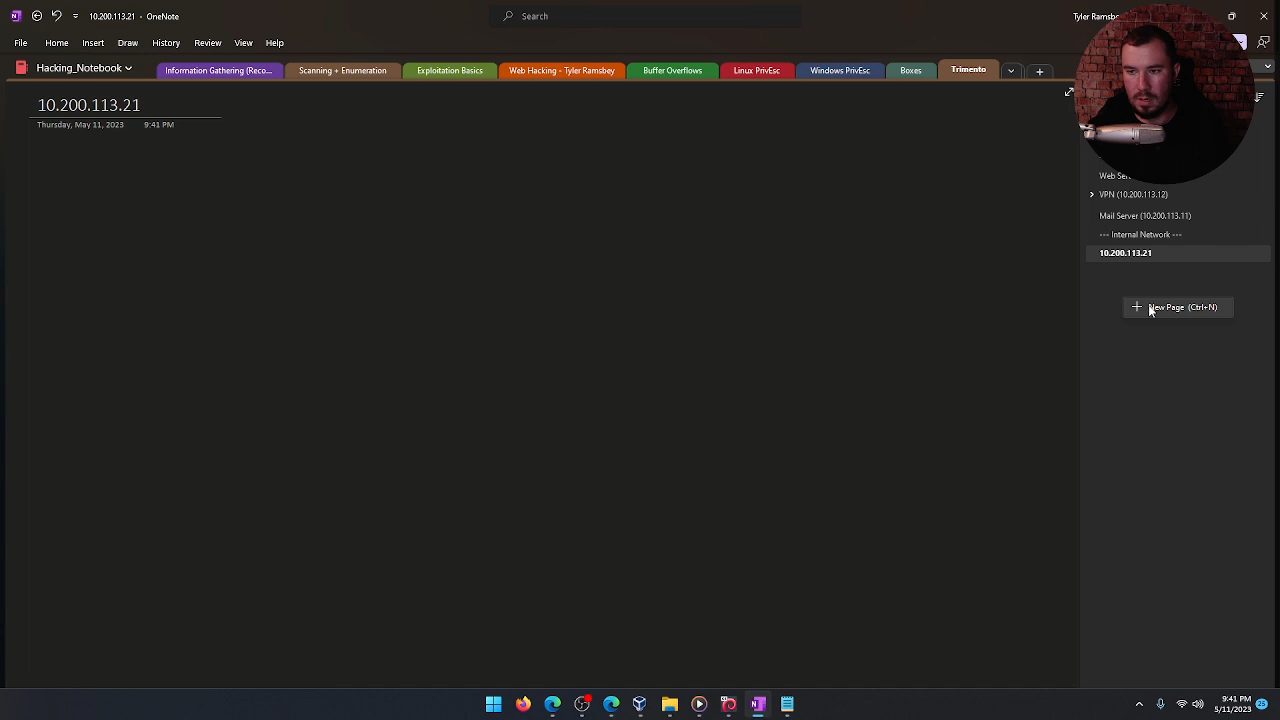 10.200.113.21 - OneNote
Search
Tyler Ramsbey
File Home Insert Draw History Review View Help
Hacking_Notebook
Information Gathering (Reco...
Scanning + Enumeration
Exploitation Basics
Web Hacking - Tyler Ramsbey
Buffer Overflows
Linux PrivEsc
Windows PrivEsc
Boxes
Trimento
10.200.113.21
Thursday, May 11, 2023 9:41 PM
Web Ser
VPN (10.200.113.12)
Mail Server (10.200.113.11)
--- Internal Network ---
10.200.113.21
New Page (Ctrl+N)
9:41 PM
5/11/2023